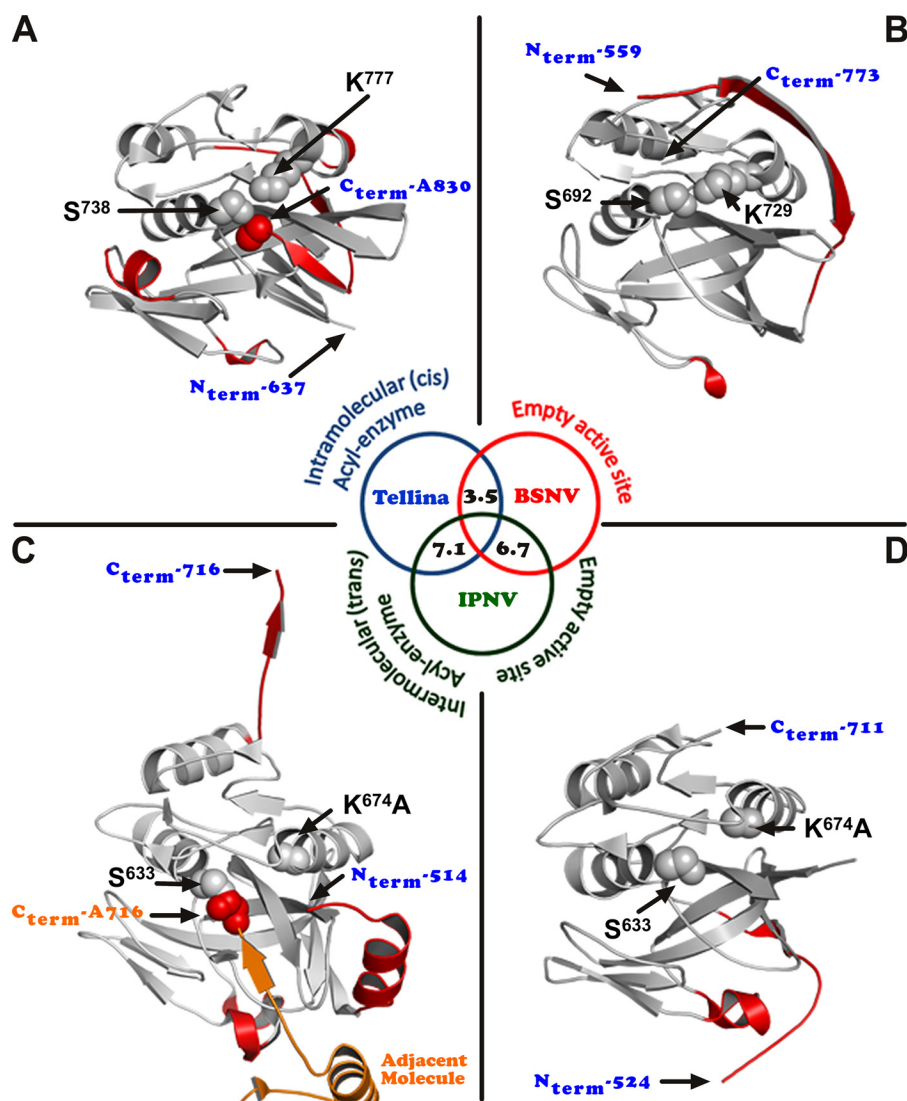 A
K777
Cterm-A830
S738
Nterm-637
B
Nterm-559
Cterm-773
S692
K729
Intramolecular (cis)
Acyl-enzyme
Empty active site
Tellina
3.5
BSNV
7.1
6.7
IPNV
Intermolecular (trans)
Acyl-enzyme
Empty active site
C
Cterm-716
K674A
S633
Nterm-514
Cterm-A716
Adjacent
Molecule
D
Cterm-711
K674A
S633
Nterm-524